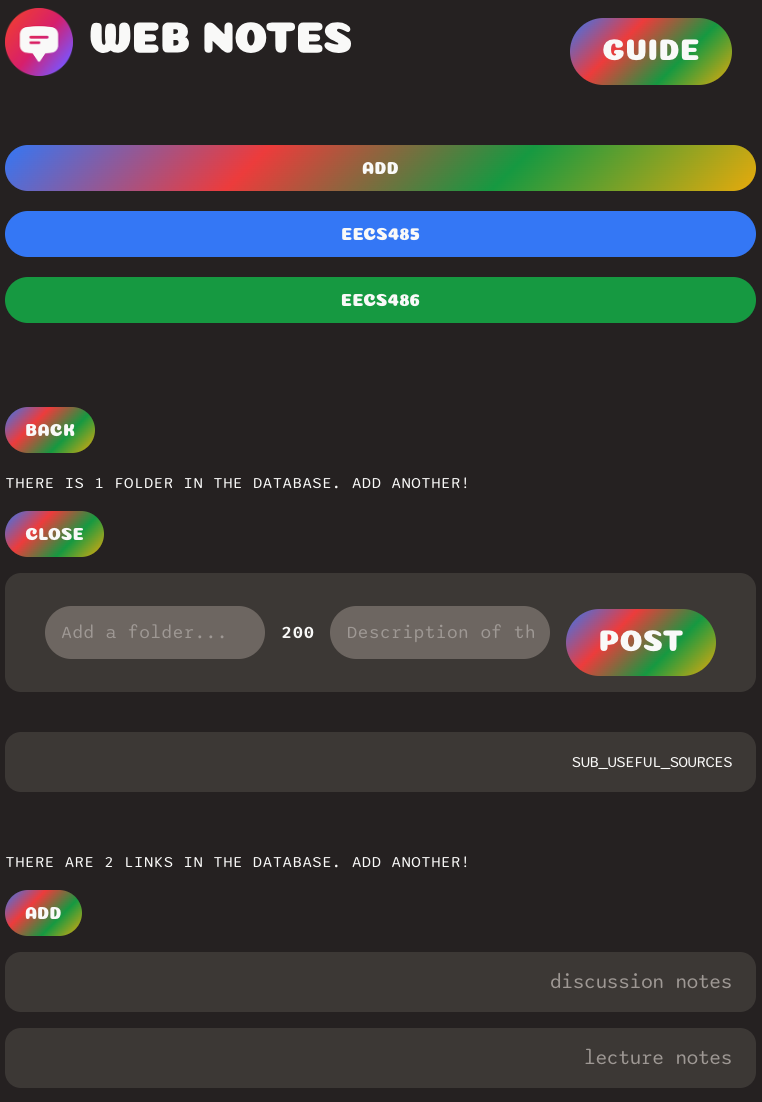 WEB NOTES
GUIDE
ADD
EECS485
EECS486
BACK
THERE IS 1 FOLDER IN THE DATABASE. ADD ANOTHER!
CLOSE
Add a folder... 200 Description of th POST
SUB_USEFUL_SOURCES
THERE ARE 2 LINKS IN THE DATABASE. ADD ANOTHER!
ADD
discussion notes
lecture notes